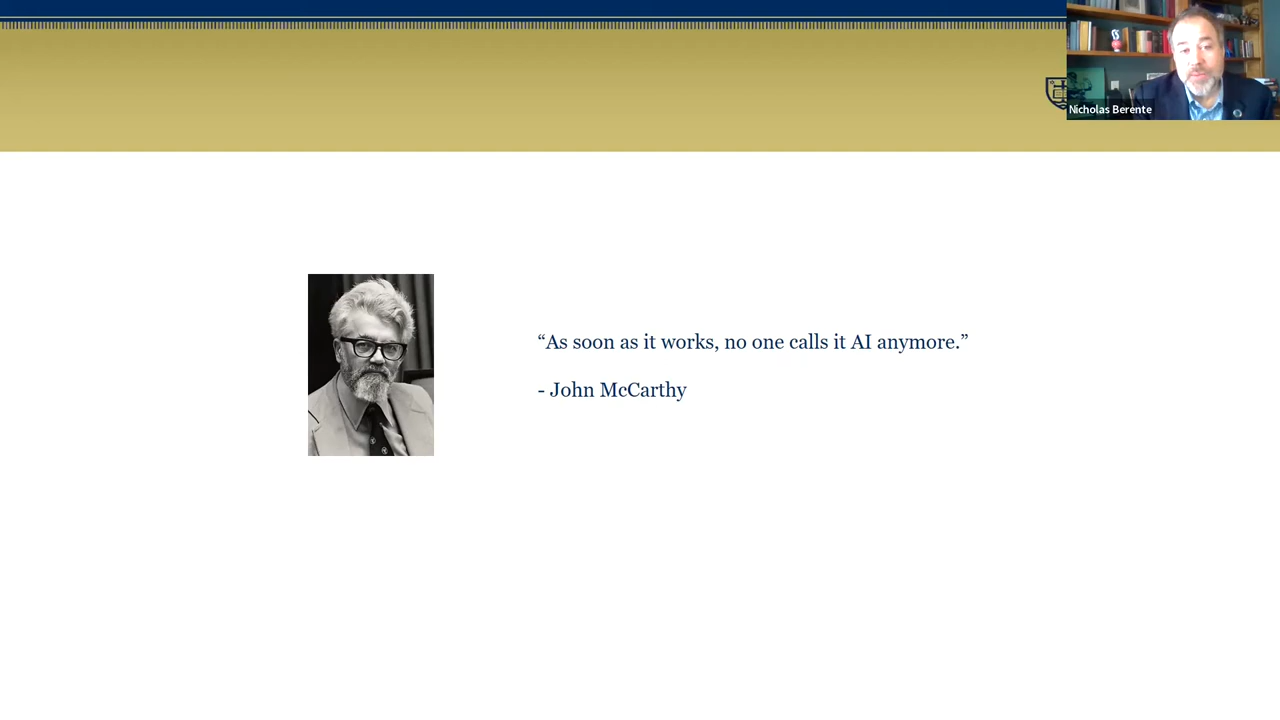 Nicholas Berente
“As soon as it works, no one calls it AI anymore.”
- John McCarthy